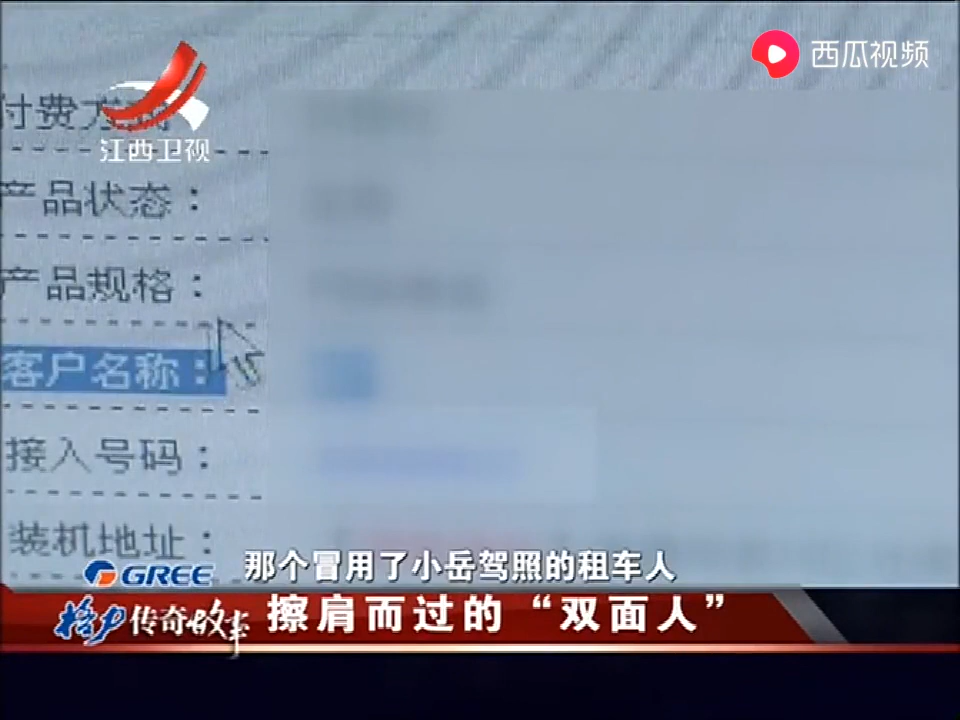 西瓜视频
付费方式
江西卫视
产品状态：
产品规格：
客户名称：
接入号码：
装机地址：
GREE
那个冒用了小岳驾照的租车人
格力 传奇故事
擦肩而过的“双面人”